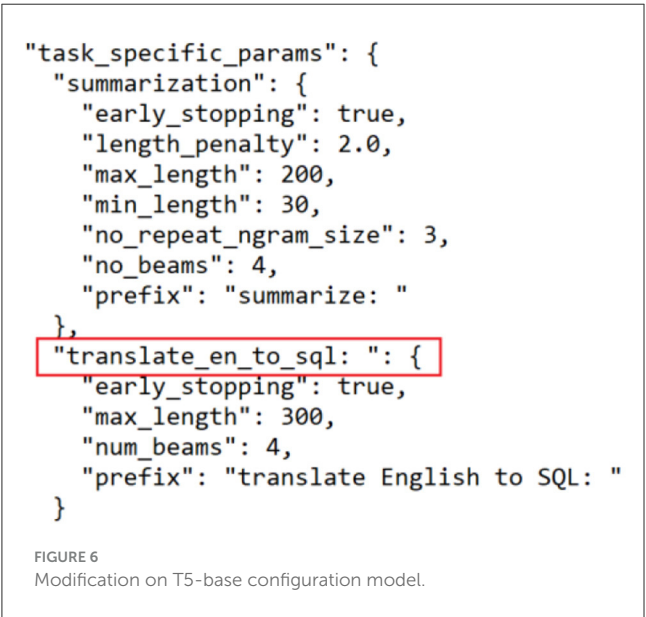 "task_specific_params": {
"summarization": {
"early_stopping": true,
"length_penalty": 2.0,
"max_length": 200,
"min_length": 30,
"no_repeat_ngram_size": 3,
"no_beams": 4,
"prefix": "summarize: "
},
"translate_en_to_sql: ": {
"early_stopping": true,
"max_length": 300,
"num_beams": 4,
"prefix": "translate English to SQL: "
}
FIGURE 6
Modification on T5-base configuration model.